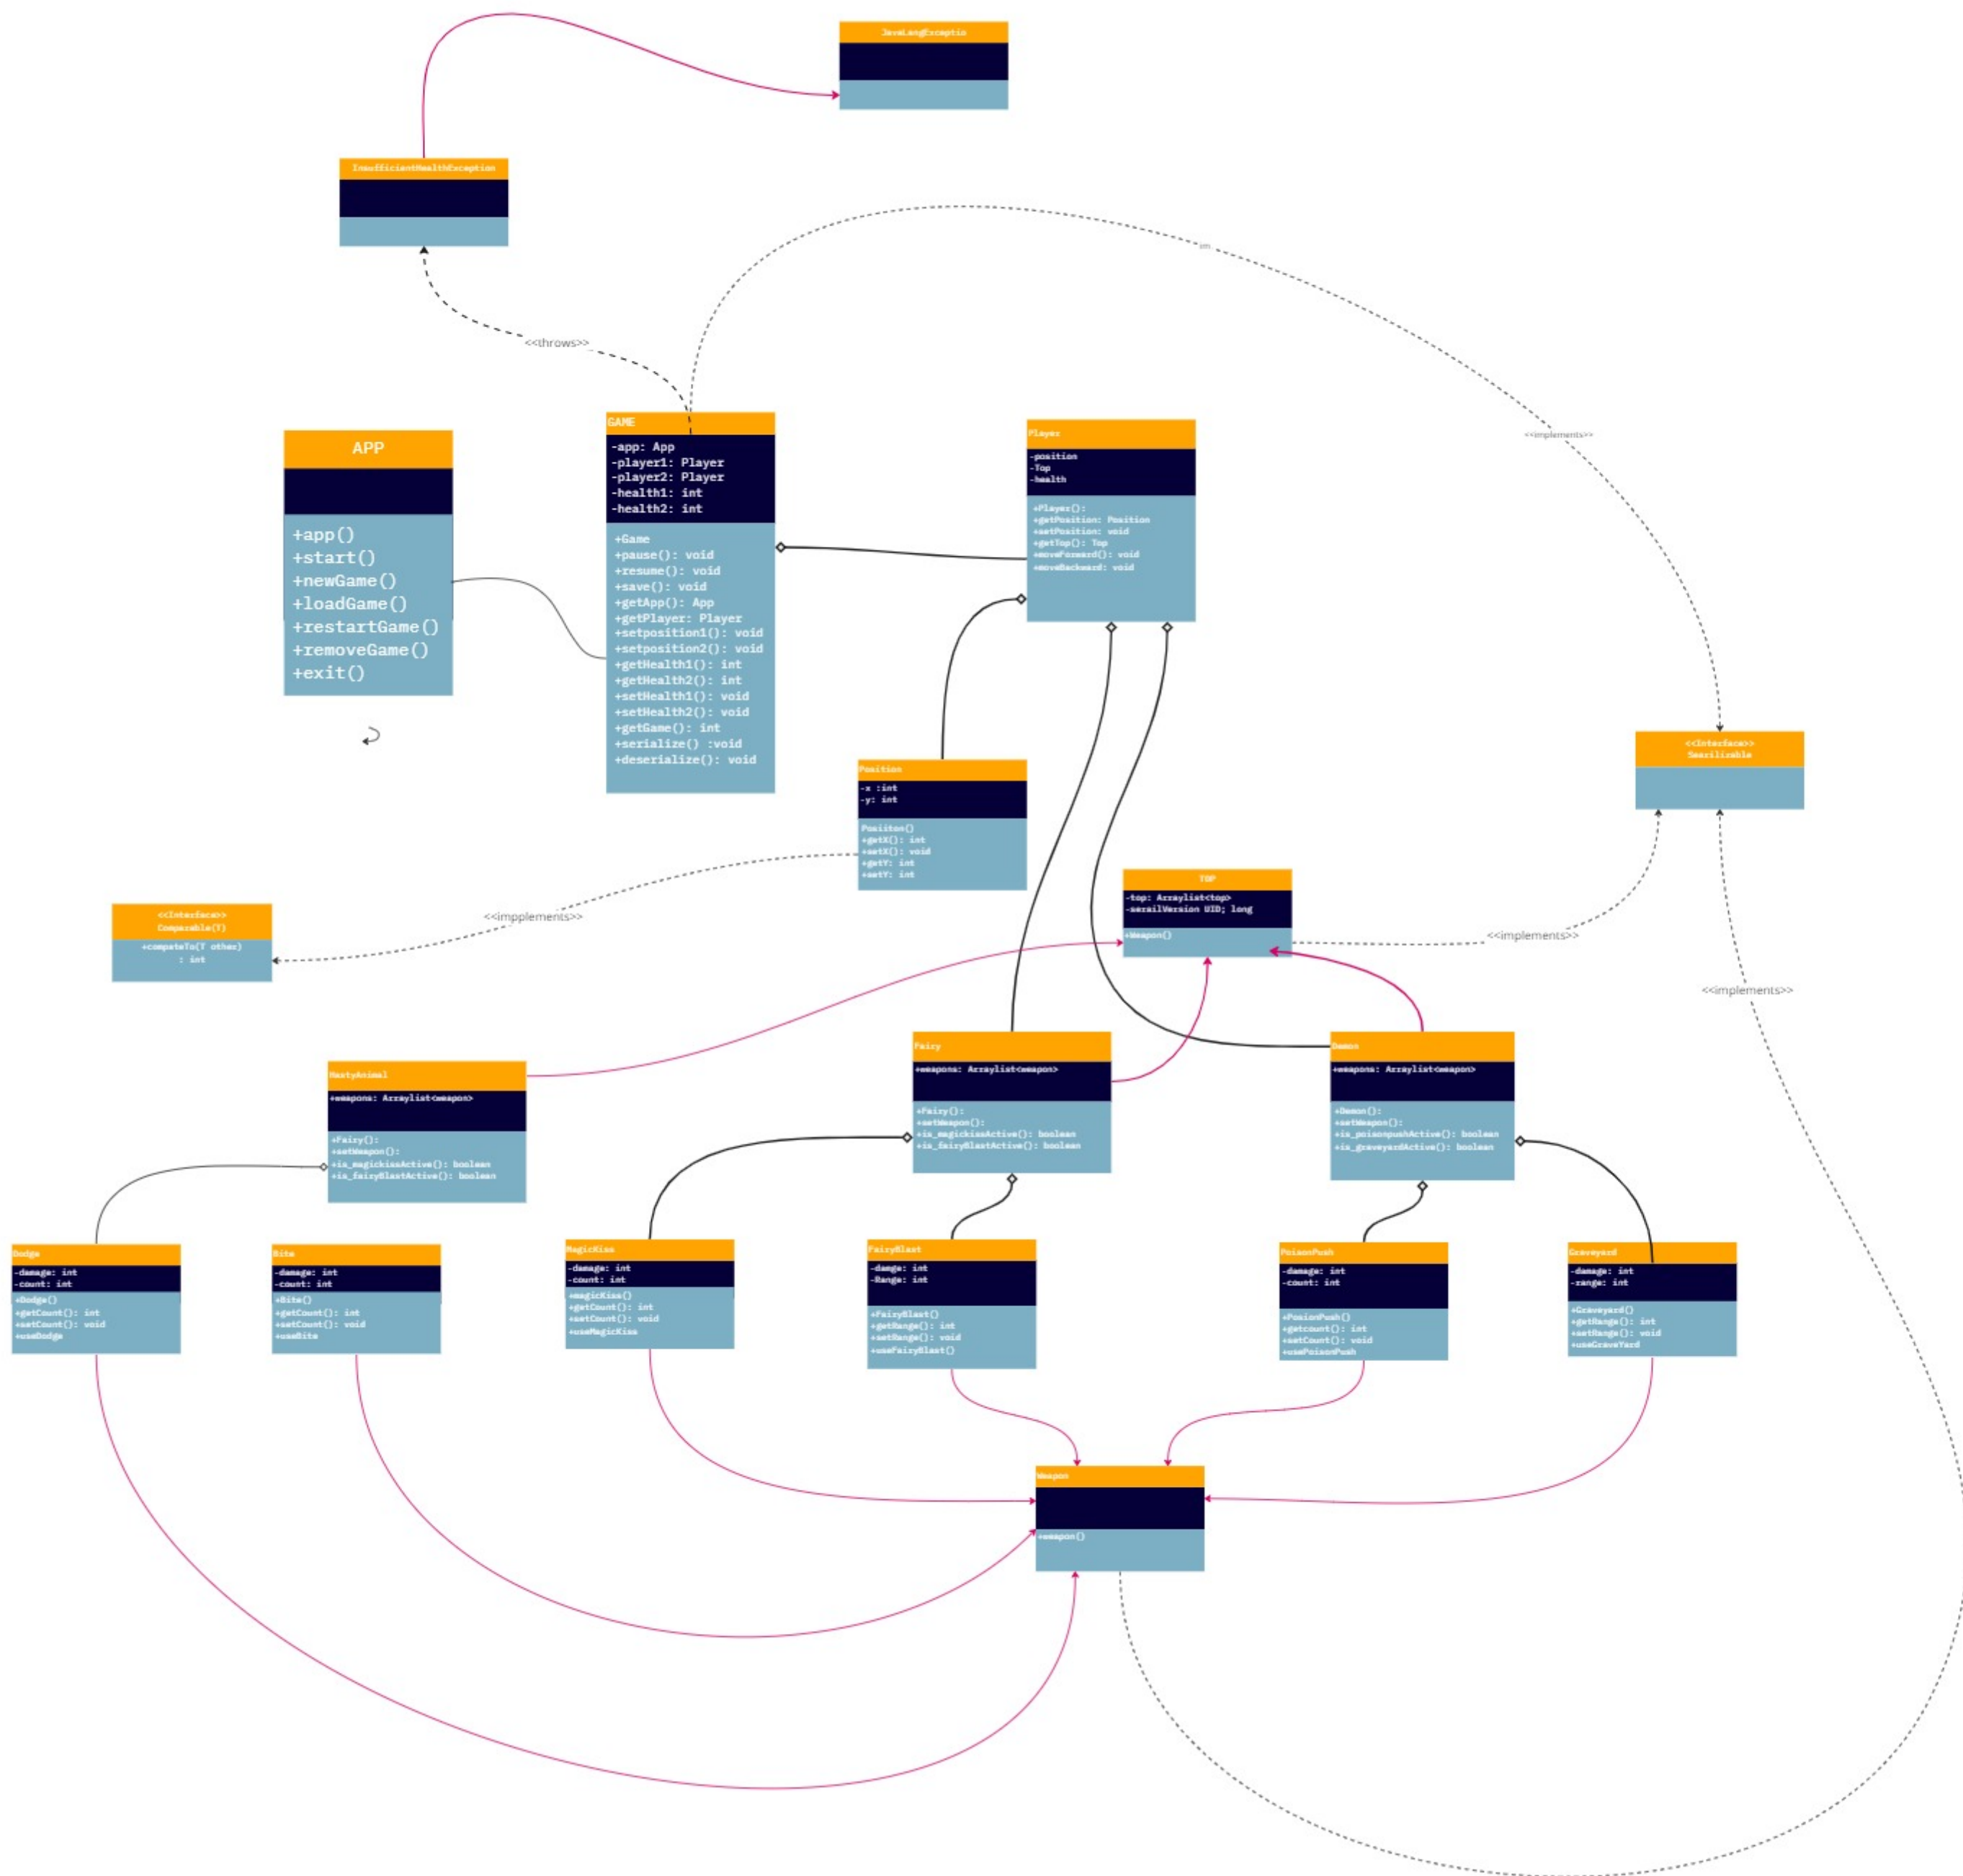 JavaLangExceptio
InsufficientHealthException
im
<<throws>>
<<implements>>
APP
+app()
+start()
+newGame()
+loadGame()
+restartGame()
+removeGame()
+exit()
GAME
-app: App
-player1: Player
-player2: Player
-health1: int
-health2: int
+Game
+pause(): void
+resume(): void
+save(): void
+getApp(): App
+getPlayer: Player
+setposition1(): void
+setposition2(): void
+getHealth1(): int
+getHealth2(): int
+setHealth1(): void
+setHealth2(): void
+getGame(): int
+serialize() :void
+deserialize(): void
Player
-position
-Top
-health
+Player():
+getPosition: Position
+setPosition: void
+getTop(): Top
+moveForward(): void
+moveBackward: void
<<Interface>>
Searilizable
Position
-x :int
-y: int
Posiiton()
+getX(): int
+setX(): void
+getY: int
+setY: int
<<Interface>>
Comparable(T)
+compateTo(T other)
: int
<<impplements>>
TOP
-top: Arraylist<top>
-serailVersion UID; long
+Weapon()
<<implements>>
<<implements>>
NastyAnimal
+weapons: Arraylist<weapon>
+Fairy():
+setWeapon():
+is_magickissActive(): boolean
+is_fairyBlastActive(): boolean
Fairy
+weapons: Arraylist<weapon>
+Fairy():
+setWeapon():
+is_magickissActive(): boolean
+is_fairyBlastActive(): boolean
Demon
+weapons: Arraylist<weapon>
+Demon():
+setWeapon():
+is_poisonpushActive(): boolean
+is_graveyardActive(): boolean
Dodge
-damage: int
-count: int
+Dodge()
+getCount(): int
+setCount(): void
+useDodge
Bite
-damage: int
-count: int
+Bite()
+getCount(): int
+setCount(): void
+useBite
MagicKiss
-damage: int
-count: int
+magicKiss()
+getCount(): int
+setCount(): void
+useMagicKiss
FairyBlast
-damge: int
-Range: int
+FairyBlast()
+getRange(): int
+setRange(): void
+useFairyBlast()
PoisonPush
-damage: int
-count: int
+PosionPush()
+getcount(): int
+setCount(): void
+usePoisonPush
Graveyard
-damage: int
-range: int
+Graveyard()
+getRange(): int
+setRange(): void
+useGraveYard
Weapon
+weapon()